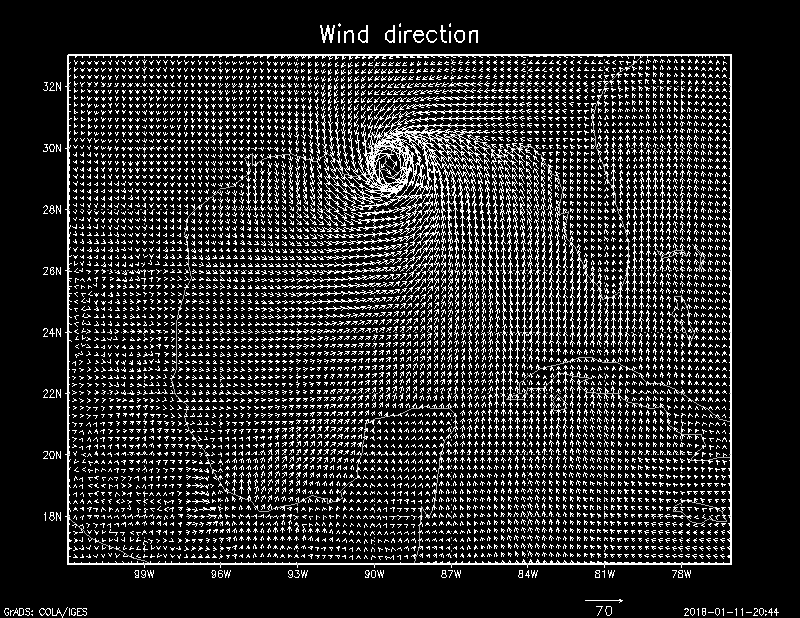 Wind direction
32N
30N
28N
26N
24N
22N
20N
18N
99W 96W 93W 90W 87W 84W 81W 78W
70
GrADS: COLA/IGES 2018-01-11-20:44